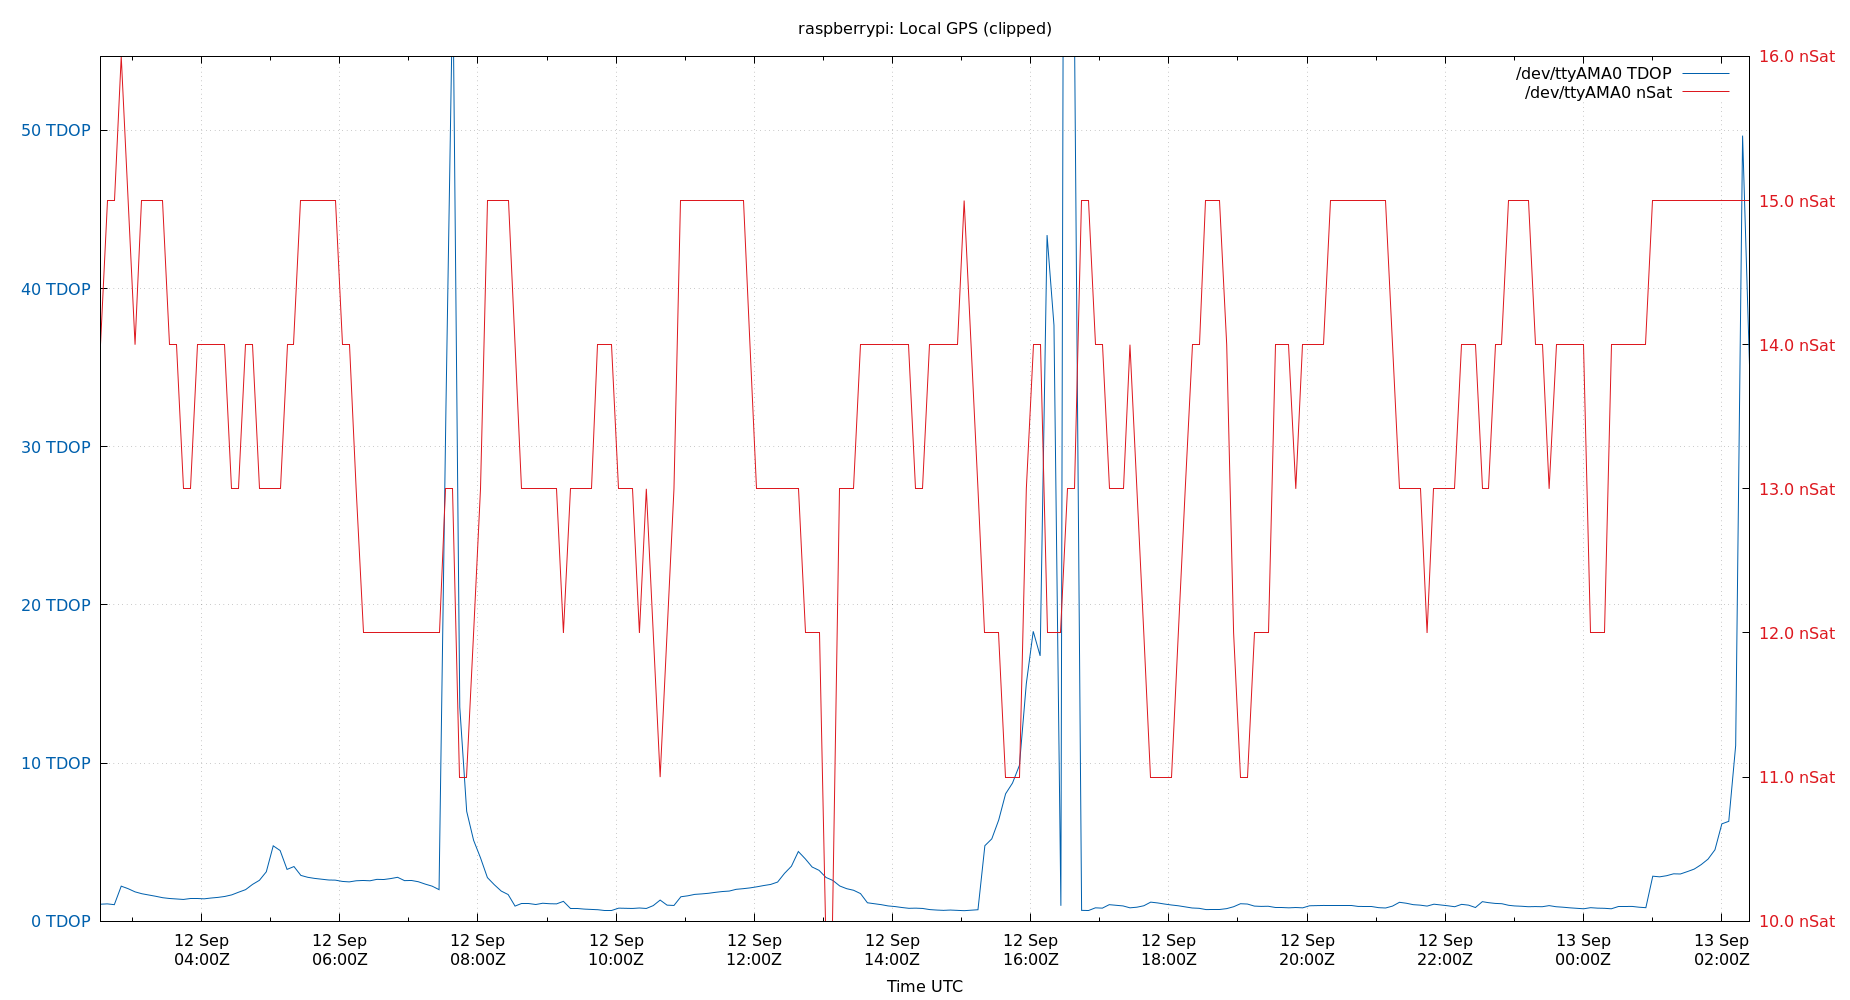 raspberrypi: Local GPS (clipped)
/dev/ttyAMA0 TDOP
/dev/ttyAMA0 nSat
50 TDOP
40 TDOP
30 TDOP
20 TDOP
10 TDOP
0 TDOP
16.0 nSat
15.0 nSat
14.0 nSat
13.0 nSat
12.0 nSat
11.0 nSat
10.0 nSat
12 Sep
04:00Z
12 Sep
06:00Z
12 Sep
08:00Z
12 Sep
10:00Z
12 Sep
12:00Z
12 Sep
14:00Z
12 Sep
16:00Z
12 Sep
18:00Z
12 Sep
20:00Z
12 Sep
22:00Z
13 Sep
00:00Z
13 Sep
02:00Z
Time UTC